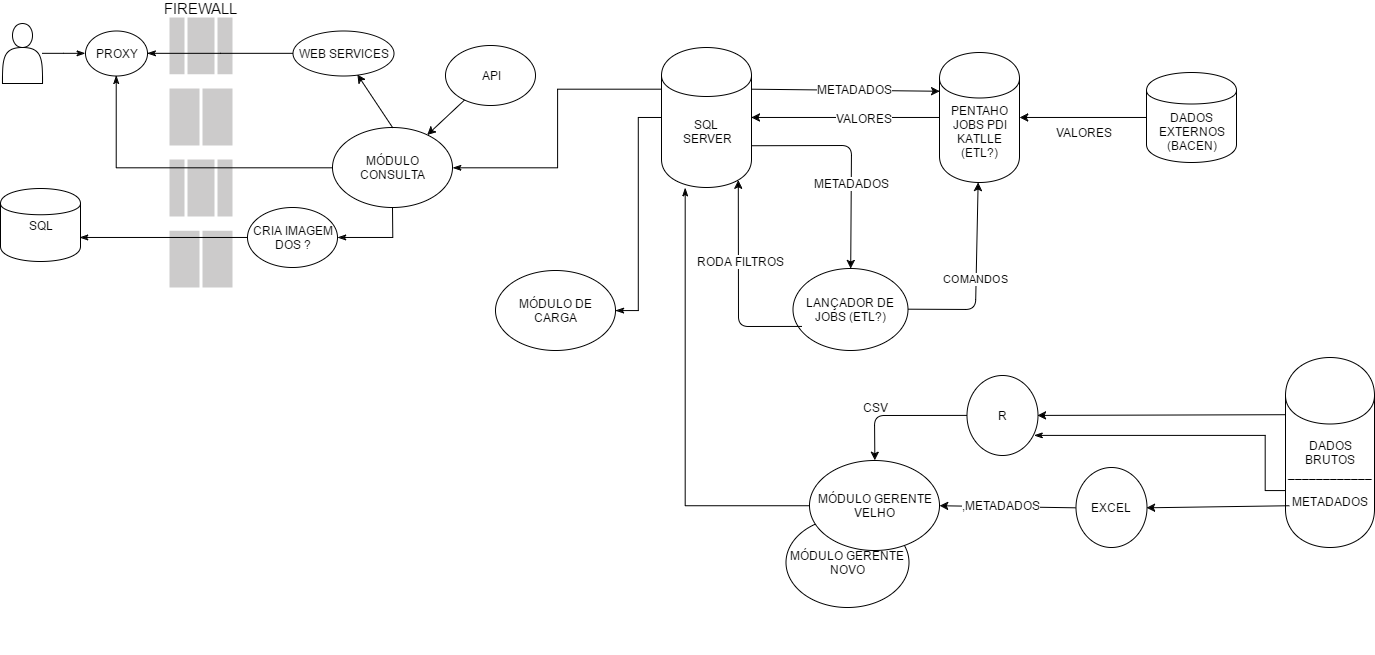 FIREWALL
PROXY
WEB SERVICES
API
MÓDULO
CONSULTA
SQL
CRIA IMAGEM
DOS ?
SQL
SERVER
METADADOS
VALORES
PENTAHO
JOBS PDI
KATLLE
(ETL?)
VALORES
DADOS
EXTERNOS
(BACEN)
METADADOS
RODA FILTROS
COMANDOS
MÓDULO DE
CARGA
LANÇADOR DE
JOBS (ETL?)
CSV
R
DADOS
BRUTOS
METADADOS
MÓDULO GERENTE
VELHO
,METADADOS
EXCEL
MÓDULO GERENTE
NOVO